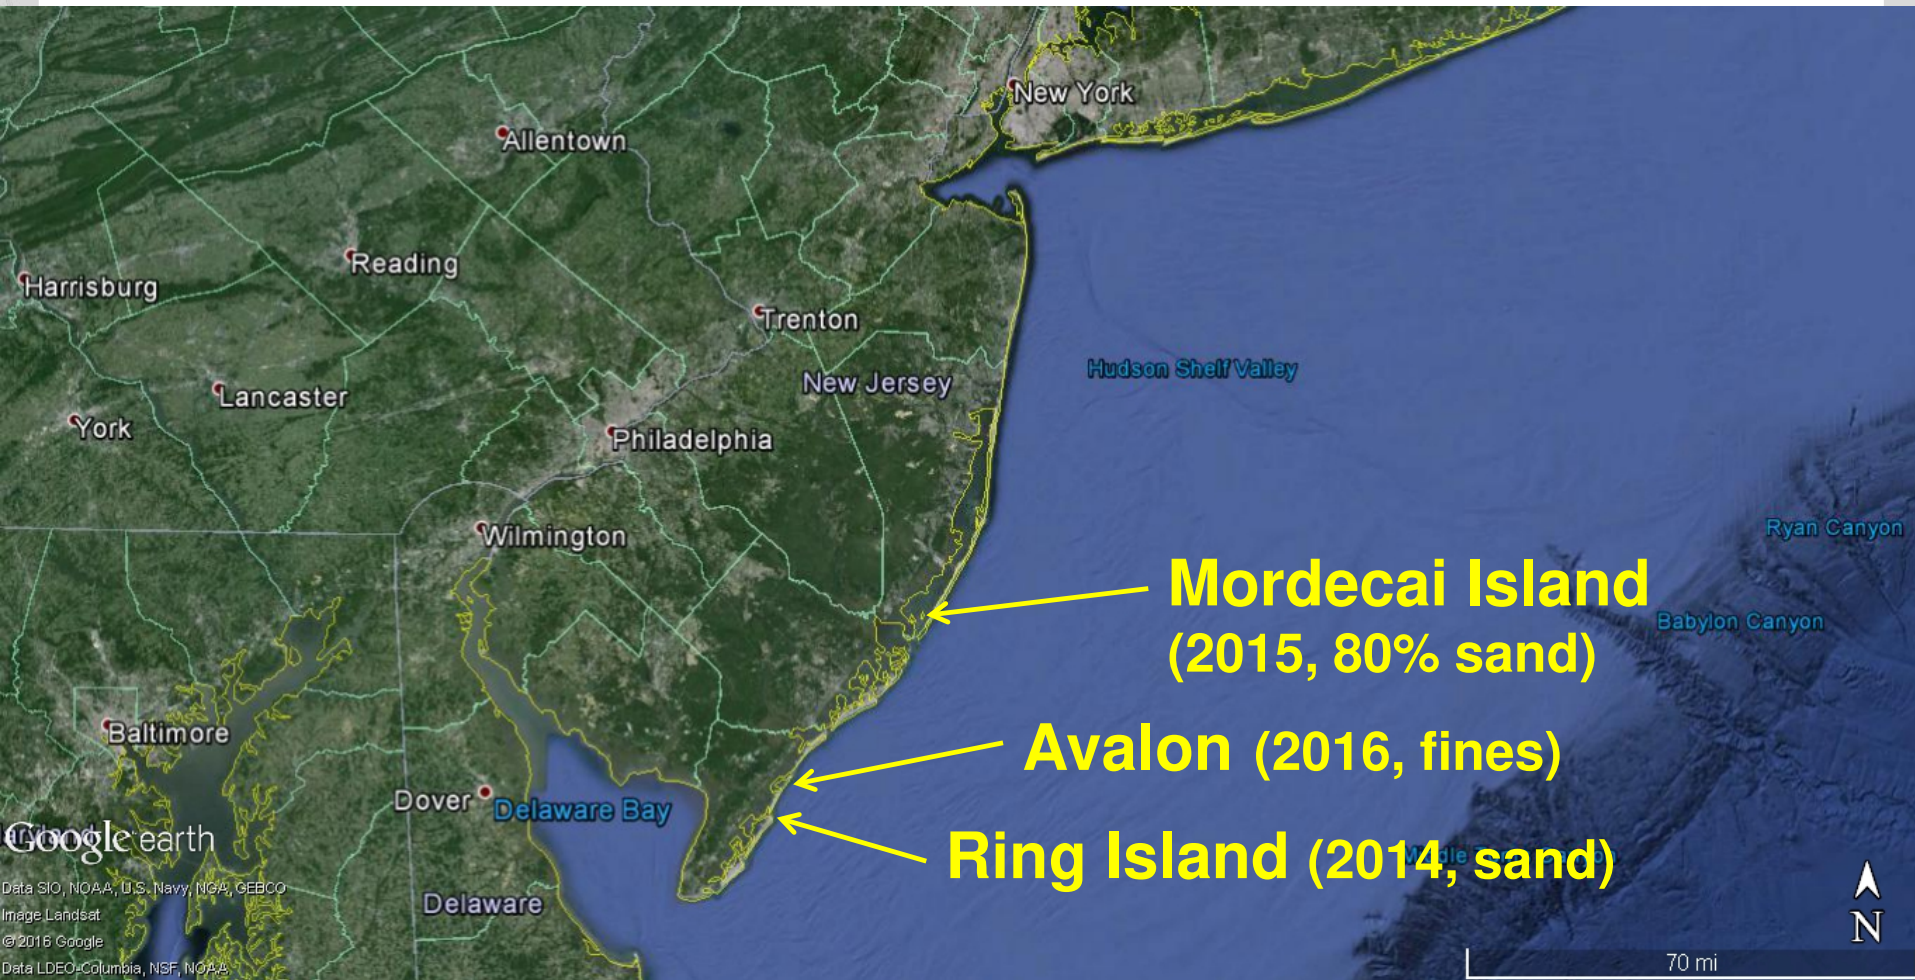 New York
Allentown
Reading
Harrisburg
Trenton
New Jersey
Hudson Shelf Valley
Lancaster
York
Philadelphia
Wilmington
Ryan Canyon
Mordecai Island
(2015, 80% sand)
Babylon Canyon
Baltimore
Avalon (2016, fines)
Dover
Delaware Bay
Google earth
Ring Island (2014, sand)
Data SIO, NOAA, U.S. Navy, NGA, GEBCO
Image Landsat
© 2016 Google
Data LDEO-Columbia, NSF, NOAA
Delaware
N
70 mi